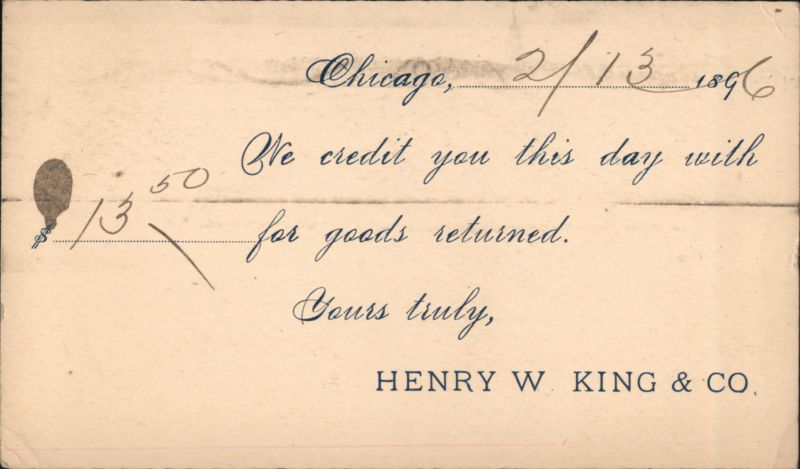 Chicago, 2/13 1896
We credit you this day with
$ 13 50 for goods returned.
Yours truly,
HENRY W. KING & CO.